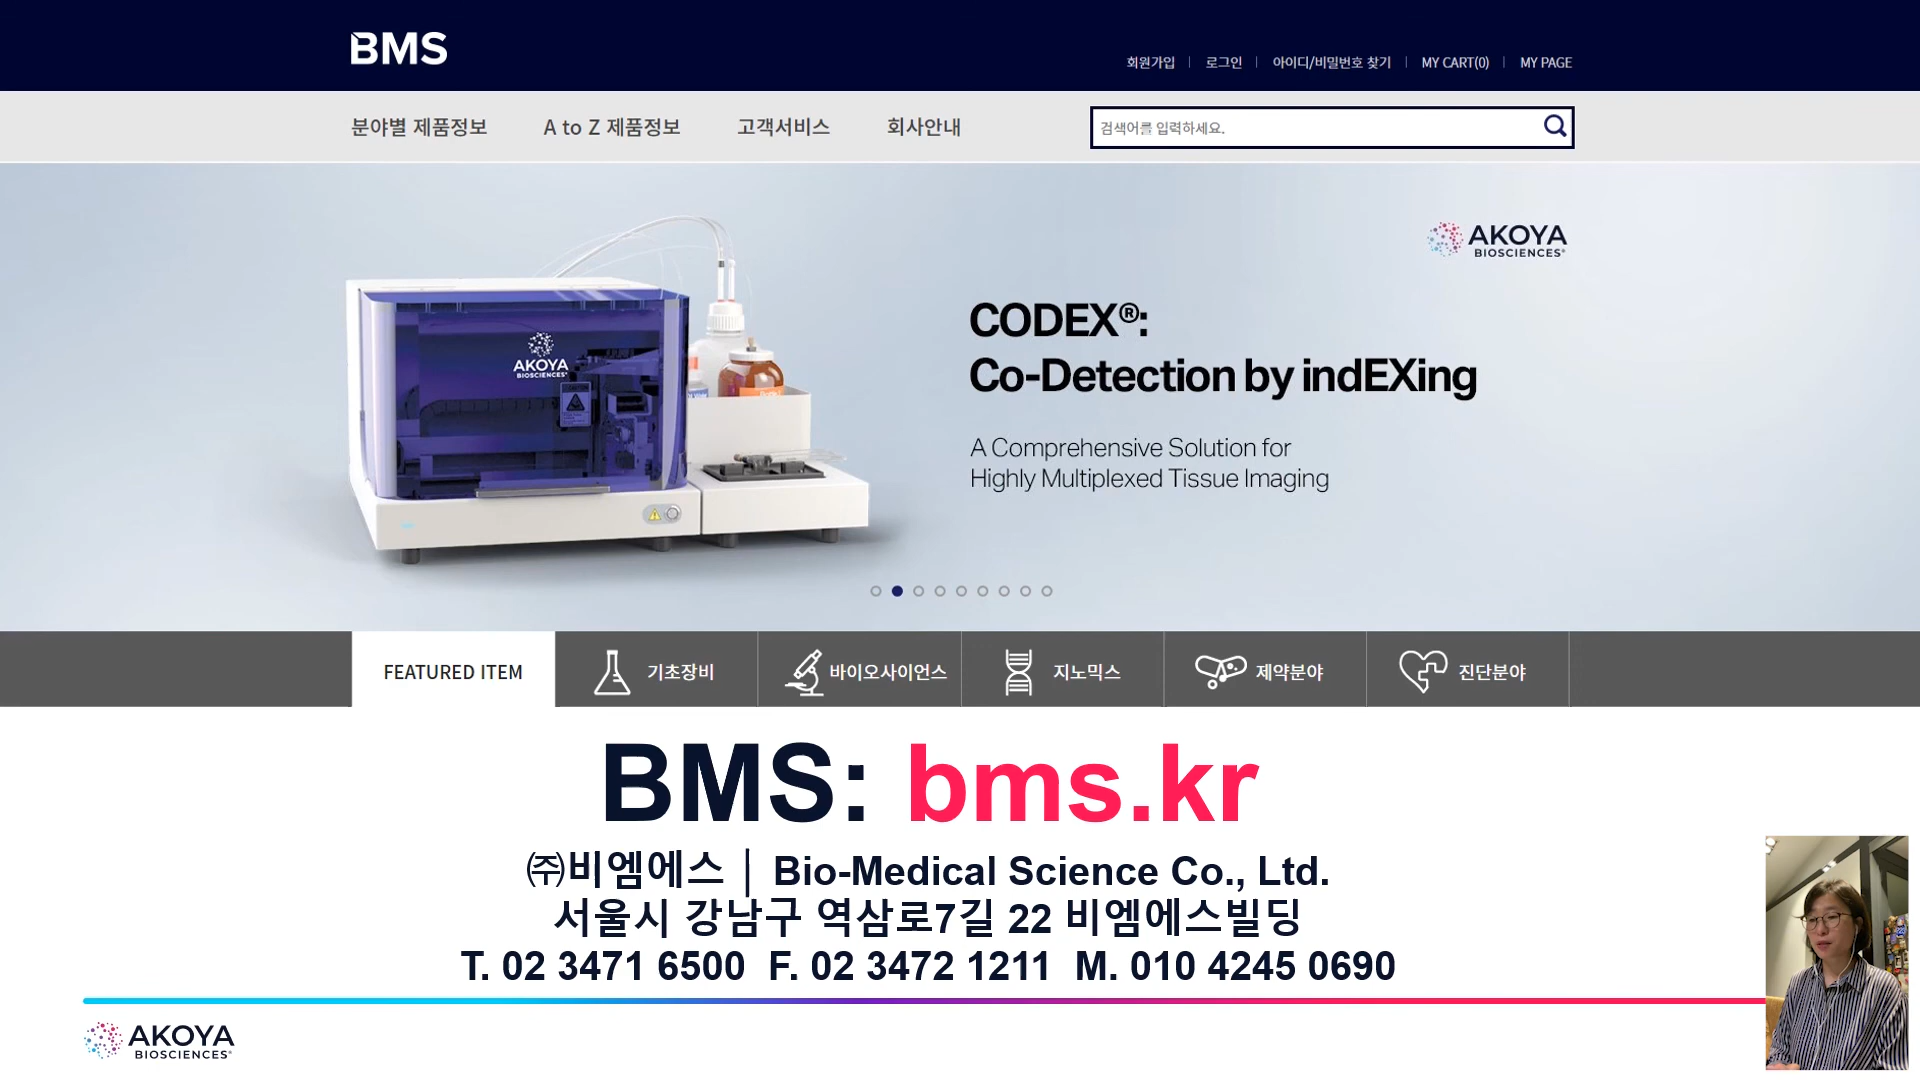 BMS
회원가입 | 로그인 | 아이디/비밀번호 찾기 | MY CART(0) | MY PAGE
분야별 제품정보 A to Z 제품정보 고객서비스 회사안내 검색어를 입력하세요.
AKOYA
BIOSCIENCES®
AKOYA
BIOSCIENCES®
CODEX®:
Co-Detection by indEXing
A Comprehensive Solution for
Highly Multiplexed Tissue Imaging
FEATURED ITEM 기초장비 바이오사이언스 지노믹스 제약분야 진단분야
BMS: bms.kr
㈜비엠에스 | Bio-Medical Science Co., Ltd.
서울시 강남구 역삼로7길 22 비엠에스빌딩
T. 02 3471 6500 F. 02 3472 1211 M. 010 4245 0690
AKOYA
BIOSCIENCES®